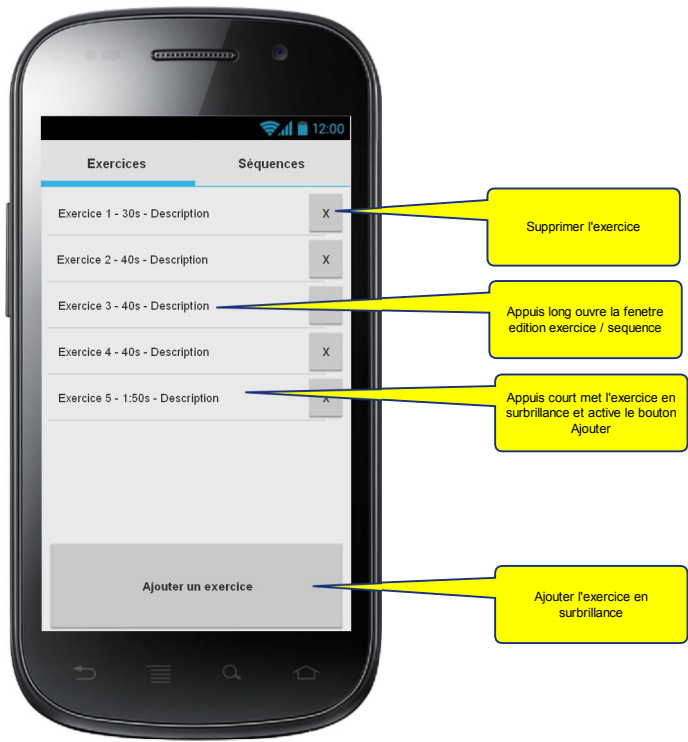 12:00
Exercices
Séquences
Exercice 1 - 30s - Description
X
Supprimer l'exercice
Exercice 2 - 40s - Description
X
Exercice 3 - 40s - Description
Appuis long ouvre la fenetre
edition exercice / sequence
Exercice 4 - 40s - Description
X
Exercice 5 - 1:50s - Description
X
Appuis court met l'exercice en
surbrillance et active le bouton
Ajouter
Ajouter un exercice
Ajouter l'exercice en
surbrillance